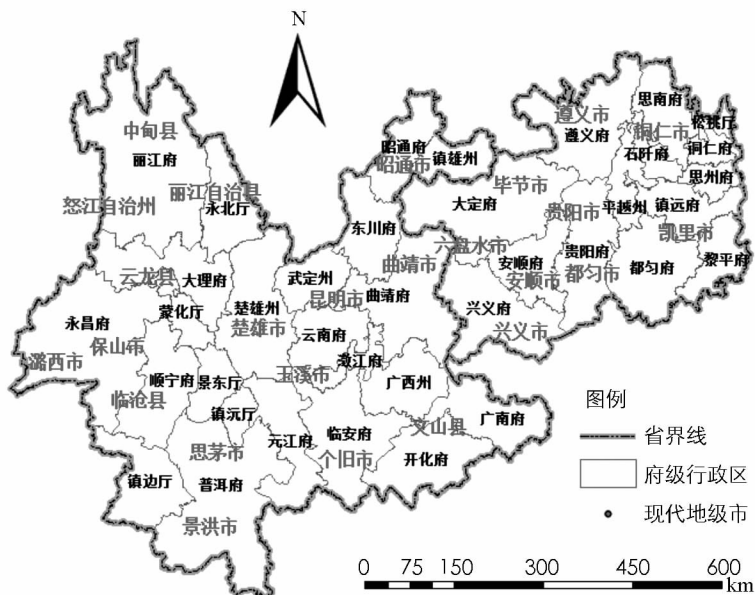 N
思南府
遵义市
松桃厅
中甸县
昭通府
铜仁市
遵义府
丽江府
昭通市
镇雄州
石阡府
铜仁府
毕节市
思州府
丽江自治县
怒江自治州
永北厅
大定府
贵阳市
平越州
镇远府
东川府
凯里市
六盘水市
贵阳府
云龙县
大理府
武定州
曲靖市
安顺府
都匀市
都匀府
黎平府
安顺市
昆明市
曲靖府
蒙化厅
楚雄州
兴义府
永昌府
楚雄市
云南府
兴义市
保山市
潞西市
澂江府
玉溪市
顺宁府
景东厅
广西州
临沧县
图例
镇沅厅
广南府
临安府
文山县
元江府
省界线
思茅市
个旧市
开化府
府级行政区
镇边厅
普洱府
现代地级市
景洪市
0 75 150 300 450 600
km